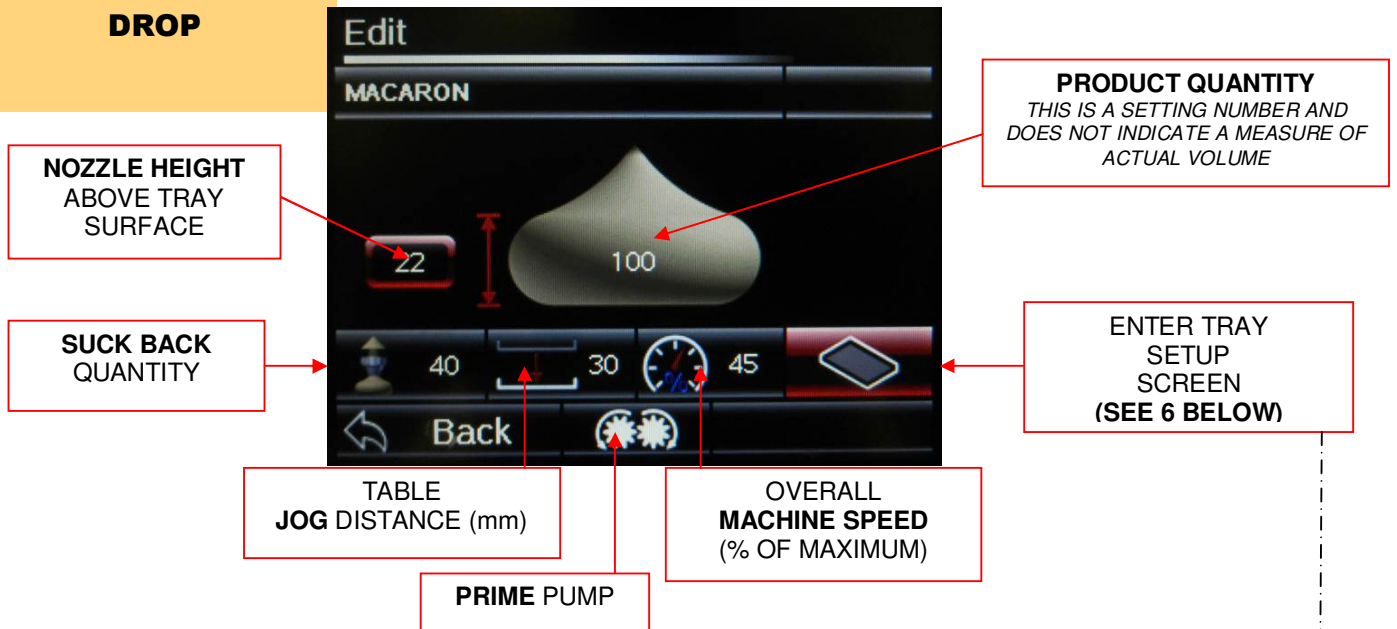 DROP
Edit
MACARON
PRODUCT QUANTITY
THIS IS A SETTING NUMBER AND
DOES NOT INDICATE A MEASURE OF
ACTUAL VOLUME
NOZZLE HEIGHT
ABOVE TRAY
SURFACE
22
100
SUCK BACK
QUANTITY
40
30
%
45
ENTER TRAY
SETUP
SCREEN
(SEE 6 BELOW)
Back
TABLE
JOG DISTANCE (mm)
OVERALL
MACHINE SPEED
(% OF MAXIMUM)
PRIME PUMP